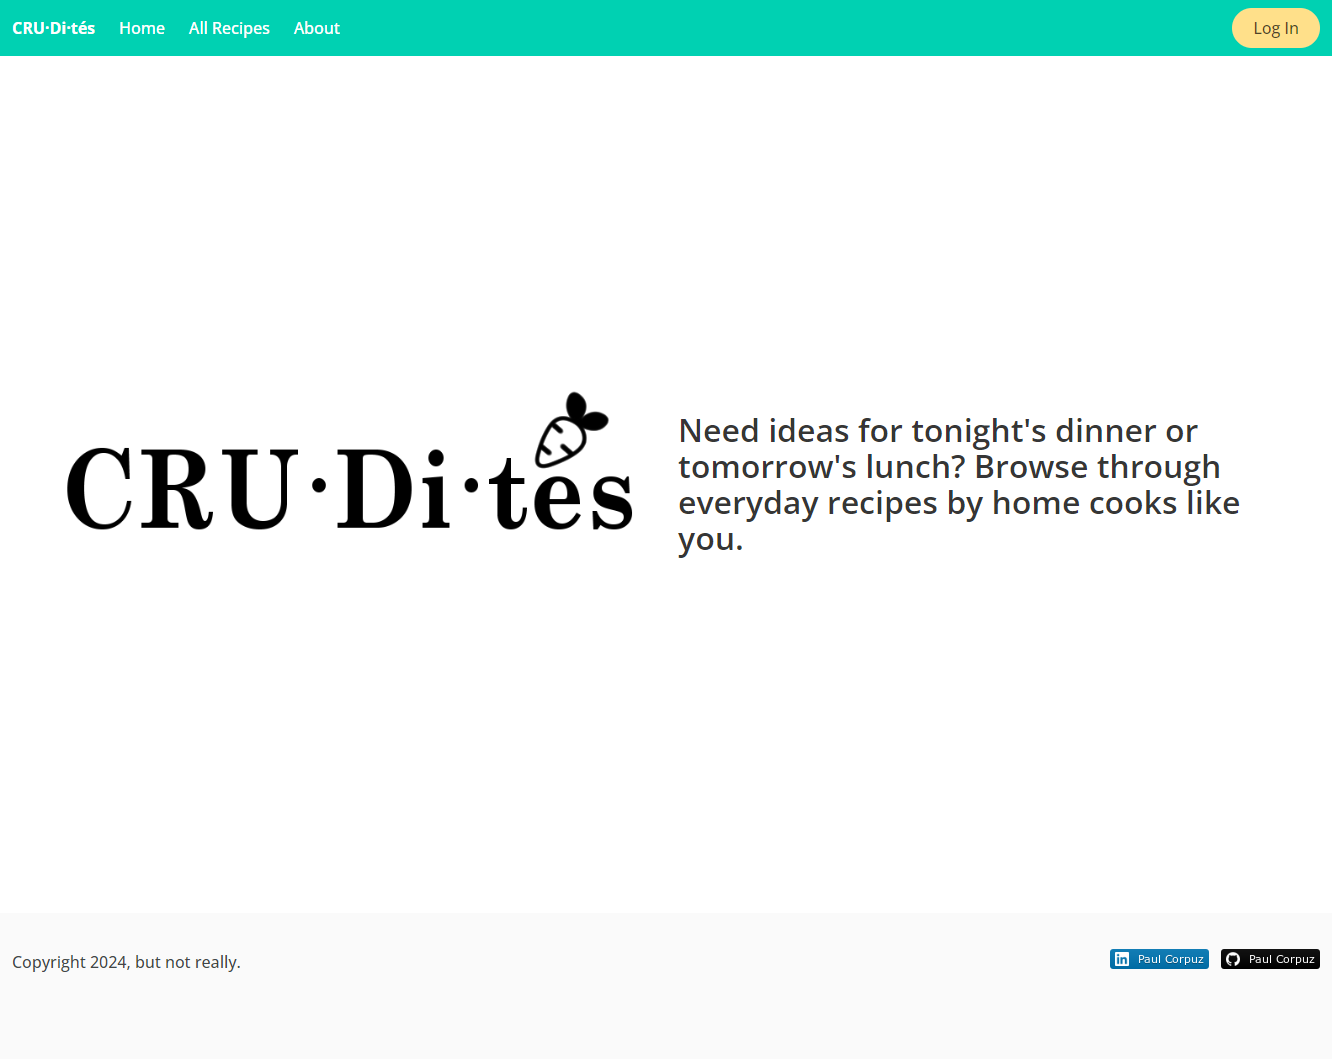 CRU·Di·tés Home All Recipes About Log In
CRU·Di·tes
Need ideas for tonight's dinner or
tomorrow's lunch? Browse through
everyday recipes by home cooks like
you.
Copyright 2024, but not really.
in Paul Corpuz Paul Corpuz